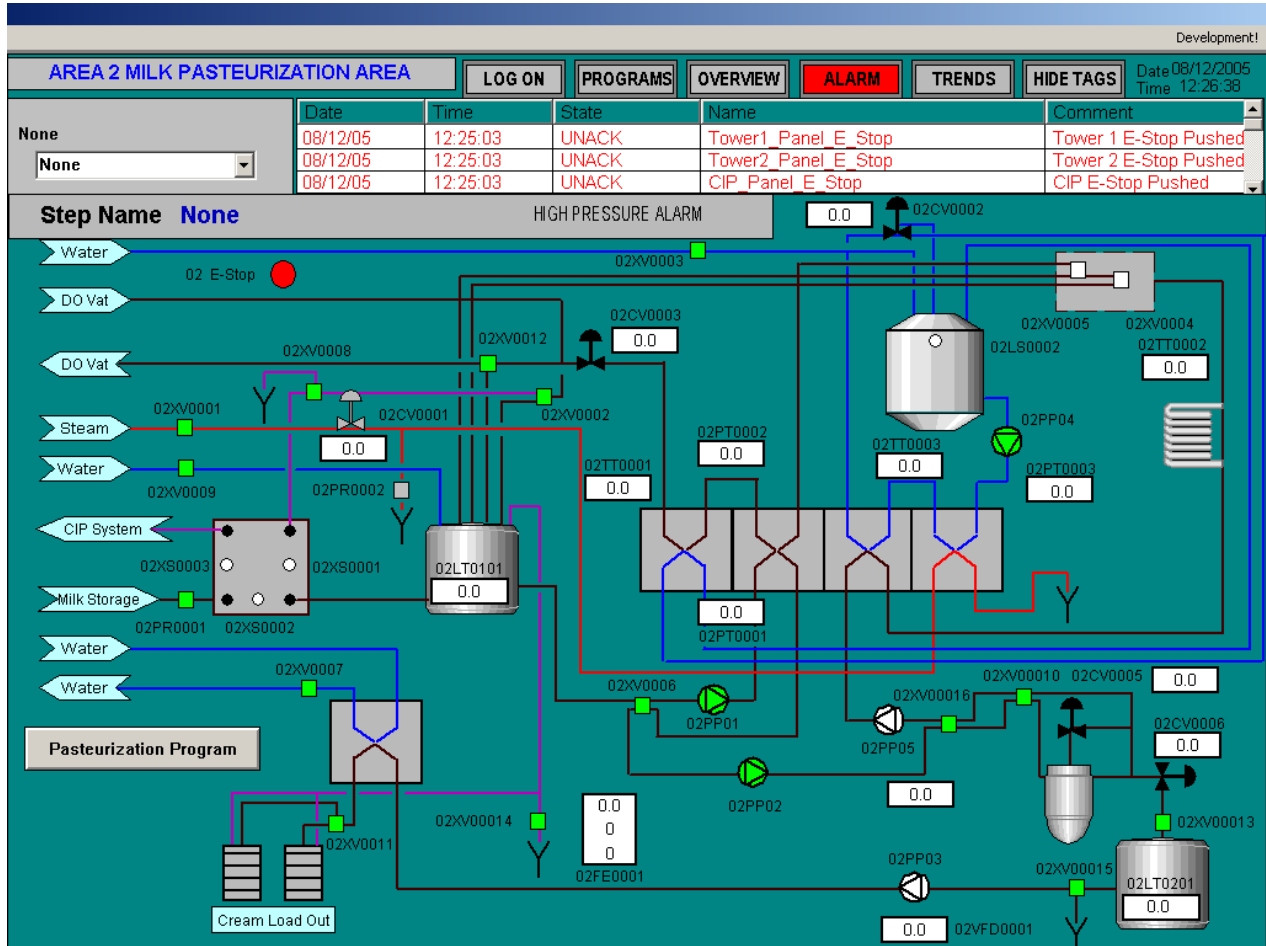 Development!
AREA 2 MILK PASTEURIZATION AREA
LOG ON
PROGRAMS
OVERVIEW
ALARM
TRENDS
HIDE TAGS
Date 08/12/2005
Time 12:26:38
None
None
Date Time State Name Comment
08/12/05 12:25:03 UNACK Tower1_Panel_E_Stop Tower 1 E-Stop Pushed
08/12/05 12:25:03 UNACK Tower2_Panel_E_Stop Tower 2 E-Stop Pushed
08/12/05 12:25:03 UNACK CIP_Panel_E_Stop CIP E-Stop Pushed
Step Name None
HIGH PRESSURE ALARM
0.0
02CV0002
Water
02XV0003
02 E-Stop
DO Vat
02CV0003
0.0
02XV0012
02XV0005
02XV0004
02LS0002
02TT0002
0.0
DO Vat
02XV0008
02XV0001
02CV0001
02XV0002
Steam
0.0
02PP04
02PT0002
0.0
02TT0003
0.0
02TT0001
0.0
02PT0003
0.0
Water
02XV0009
02PR0002
CIP System
02XS0003
02XS0001
02LT0101
0.0
Milk Storage
02PR0001
02XS0002
0.0
02PT0001
Water
02XV0007
Water
02XV0006
02PP01
02XV00016
02XV00010
02CV0005
0.0
02PP05
02CV0006
0.0
Pasteurization Program
02PP02
0.0
0.0
0
0
02FE0001
02XV00014
02XV00013
02XV0011
02PP03
02XV00015
02LT0201
0.0
Cream Load Out
0.0
02VFD0001